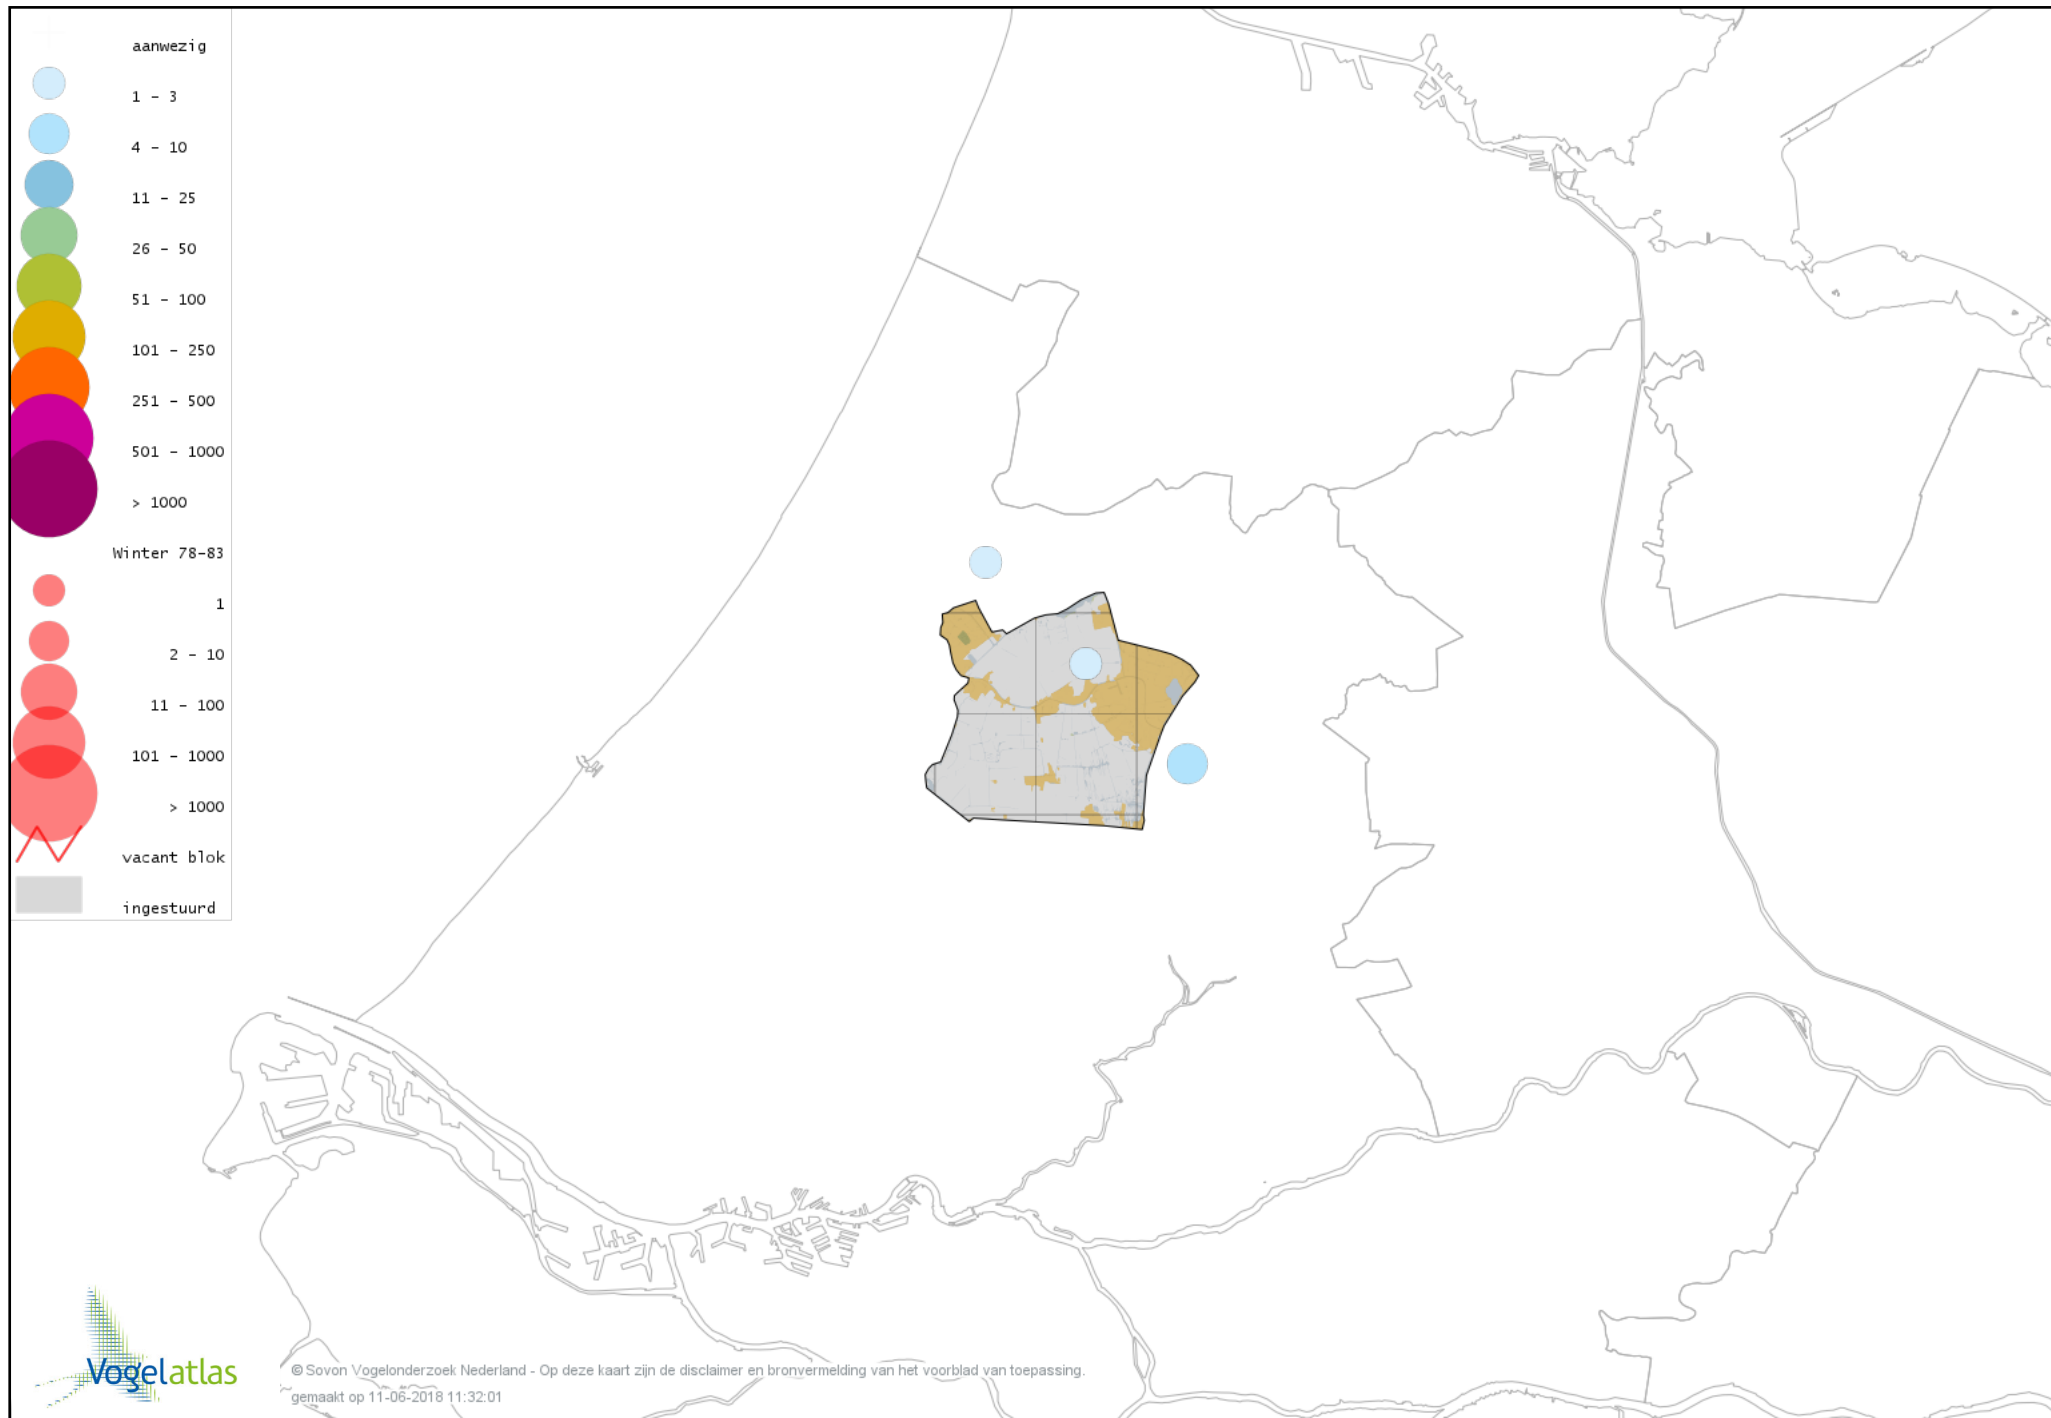 aanwezig
1 - 3
4 - 10
11 - 25
26 - 50
51 - 100
101 - 250
251 - 500
501 - 1000
> 1000
Winter 78-83
1
2 - 10
11 - 100
101 - 1000
> 1000
vacant blok
ingestuurd
Vogelatlas
© Sovon Vogelonderzoek Nederland - Op deze kaart zijn de disclaimer en bronvermelding van het voorblad van toepassing.
gemaakt op 11-06-2018 11:32:01